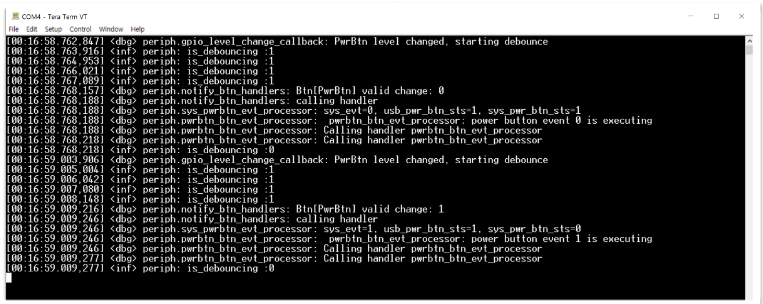 COM4 - Tera Term VT
File Edit Setup Control Window Help
[00:16:58.762,847] <dbg> periph.gpio_level_change_callback: PwrBtn level changed, starting debounce
[00:16:58.763,916] <inf> periph: is_debouncing :1
[00:16:58.764,953] <inf> periph: is_debouncing :1
[00:16:58.766,021] <inf> periph: is_debouncing :1
[00:16:58.767,089] <inf> periph: is_debouncing :1
[00:16:58.768,157] <dbg> periph.notify_btn_handlers: Btn[PwrBtn] valid change: 0
[00:16:58.768,188] <dbg> periph.notify_btn_handlers: calling handler
[00:16:58.768,188] <dbg> periph.sys_pwrbtn_evt_processor: sys_evt=0, usb_pwr_btn_sts=1, sys_pwr_btn_sts=1
[00:16:58.768,188] <dbg> periph.pwrbtn_btn_evt_processor:  pwrbtn_btn_evt_processor: power button event 0 is executing
[00:16:58.768,188] <dbg> periph.pwrbtn_btn_evt_processor: Calling handler pwrbtn_btn_evt_processor
[00:16:58.768,218] <dbg> periph.pwrbtn_btn_evt_processor: Calling handler pwrbtn_btn_evt_processor
[00:16:58.768,218] <inf> periph: is_debouncing :0
[00:16:59.003,906] <dbg> periph.gpio_level_change_callback: PwrBtn level changed, starting debounce
[00:16:59.005,004] <inf> periph: is_debouncing :1
[00:16:59.006,042] <inf> periph: is_debouncing :1
[00:16:59.007,080] <inf> periph: is_debouncing :1
[00:16:59.008,148] <inf> periph: is_debouncing :1
[00:16:59.009,216] <dbg> periph.notify_btn_handlers: Btn[PwrBtn] valid change: 1
[00:16:59.009,246] <dbg> periph.notify_btn_handlers: calling handler
[00:16:59.009,246] <dbg> periph.sys_pwrbtn_evt_processor: sys_evt=1, usb_pwr_btn_sts=1, sys_pwr_btn_sts=0
[00:16:59.009,246] <dbg> periph.pwrbtn_btn_evt_processor:  pwrbtn_btn_evt_processor: power button event 1 is executing
[00:16:59.009,246] <dbg> periph.pwrbtn_btn_evt_processor: Calling handler pwrbtn_btn_evt_processor
[00:16:59.009,277] <dbg> periph.pwrbtn_btn_evt_processor: Calling handler pwrbtn_btn_evt_processor
[00:16:59.009,277] <inf> periph: is_debouncing :0